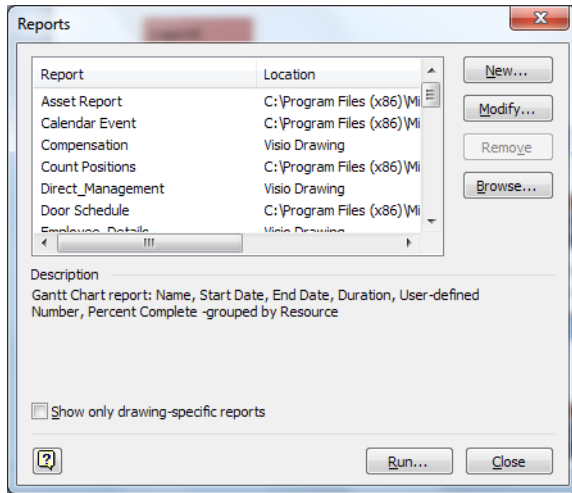 Reports
Report Location
Asset Report C:\Program Files (x86)\Mi
Calendar Event C:\Program Files (x86)\Mi
Compensation Visio Drawing
Count Positions C:\Program Files (x86)\Mi
Direct_Management Visio Drawing
Door Schedule C:\Program Files (x86)\Mi
Employee_Details Visio Drawing
New...
Modify...
Remove
Browse...
Description
Gantt Chart report: Name, Start Date, End Date, Duration, User-defined
Number, Percent Complete -grouped by Resource
Show only drawing-specific reports
Run... Close